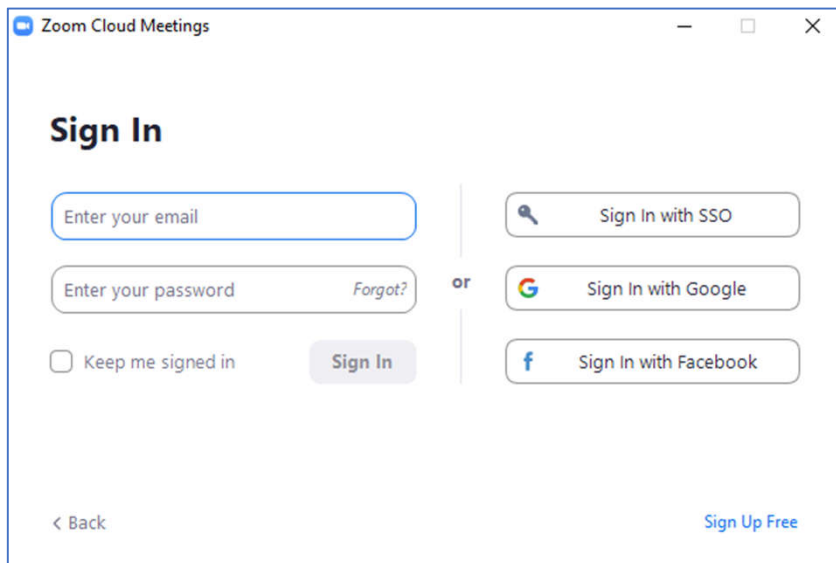 Zoom Cloud Meetings
Sign In
Enter your email
Enter your password Forgot?
Keep me signed in Sign In
or
Sign In with SSO
Sign In with Google
Sign In with Facebook
< Back
Sign Up Free